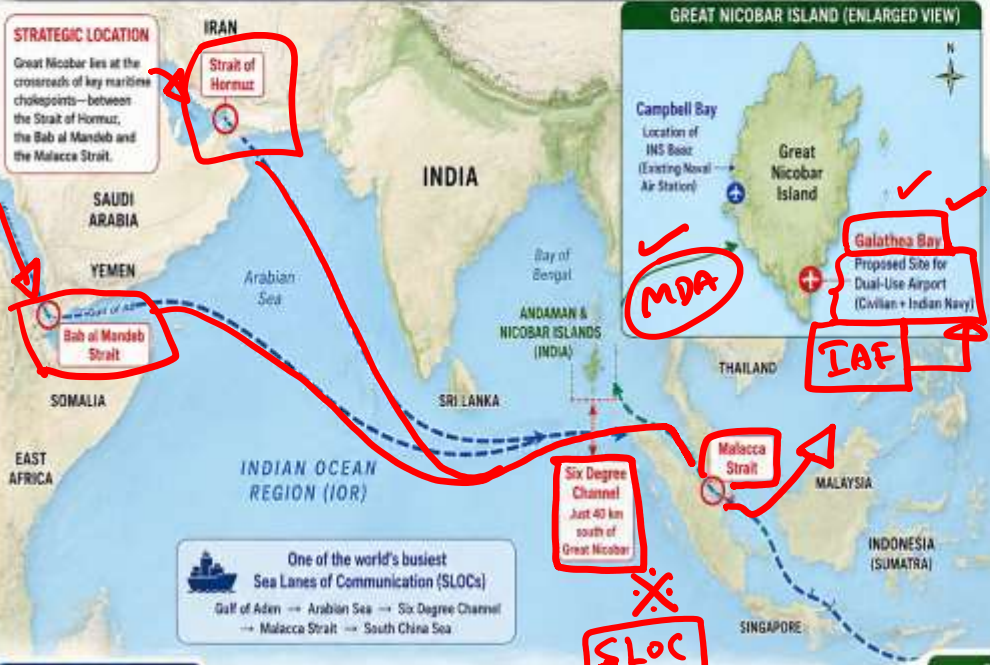 STRATEGIC LOCATION
Great Nicobar lies at the
crossroads of key maritime
chokepoints—between
the Strait of Hormuz,
the Bab al Mandeb and
the Malacca Strait.
IRAN
Strait of
Hormuz
SAUDI
ARABIA
YEMEN
Gulf of Aden
Bab al Mandeb
Strait
SOMALIA
EAST
AFRICA
Arabian
Sea
INDIA
SRI LANKA
Bay of
Bengal
ANDAMAN &
NICOBAR ISLANDS
(INDIA)
INDIAN OCEAN
REGION (IOR)
GREAT NICOBAR ISLAND (ENLARGED VIEW)
N
Campbell Bay
Location of
INS Baaz
(Existing Naval
Air Station)
Great
Nicobar
Island
Galathea Bay
Proposed Site for
Dual-Use Airport
(Civilian + Indian Navy)
MDA
IAF
THAILAND
Malacca
Strait
MALAYSIA
INDONESIA
(SUMATRA)
SINGAPORE
Six Degree
Channel
Just 40 km
south of
Great Nicobar
SLOC
One of the world's busiest
Sea Lanes of Communication (SLOCs)
Gulf of Aden → Arabian Sea → Six Degree Channel
→ Malacca Strait → South China Sea